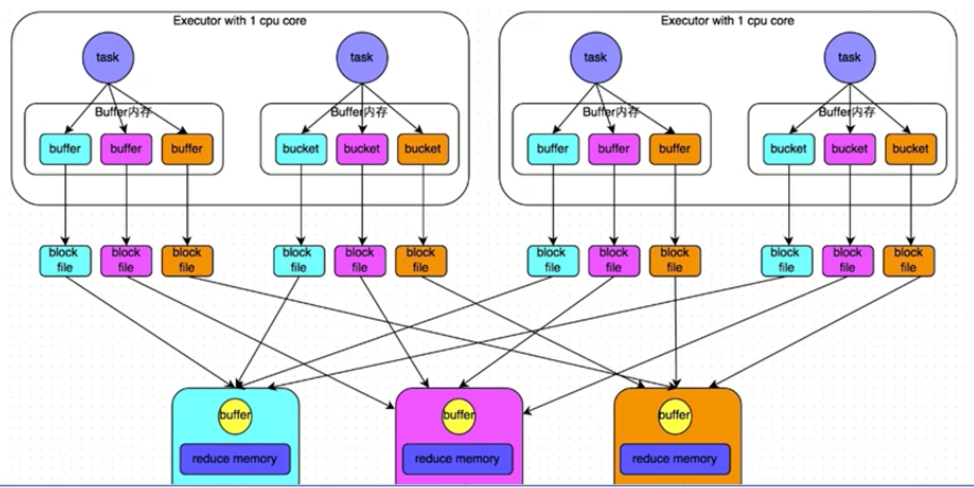 Executor with 1 cpu core
Executor with 1 cpu core
task
task
task
task
Buffer内存
Buffer内存
Buffer内存
Buffer内存
buffer
buffer
buffer
bucket
bucket
bucket
buffer
buffer
buffer
bucket
bucket
bucket
block
file
block
file
block
file
block
file
block
file
block
file
block
file
block
file
block
file
block
file
block
file
block
file
buffer
buffer
buffer
reduce memory
reduce memory
reduce memory